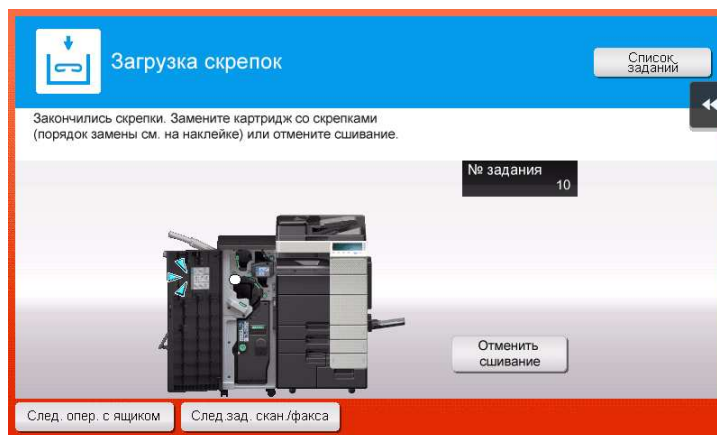 Загрузка скрепок
Список
заданий
Закончились скрепки. Замените картридж со скрепками
(порядок замены см. на наклейке) или отмените сшивание.
№ задания
10
Отменить
сшивание
След. опер. с ящиком
След.зад. скан./факса